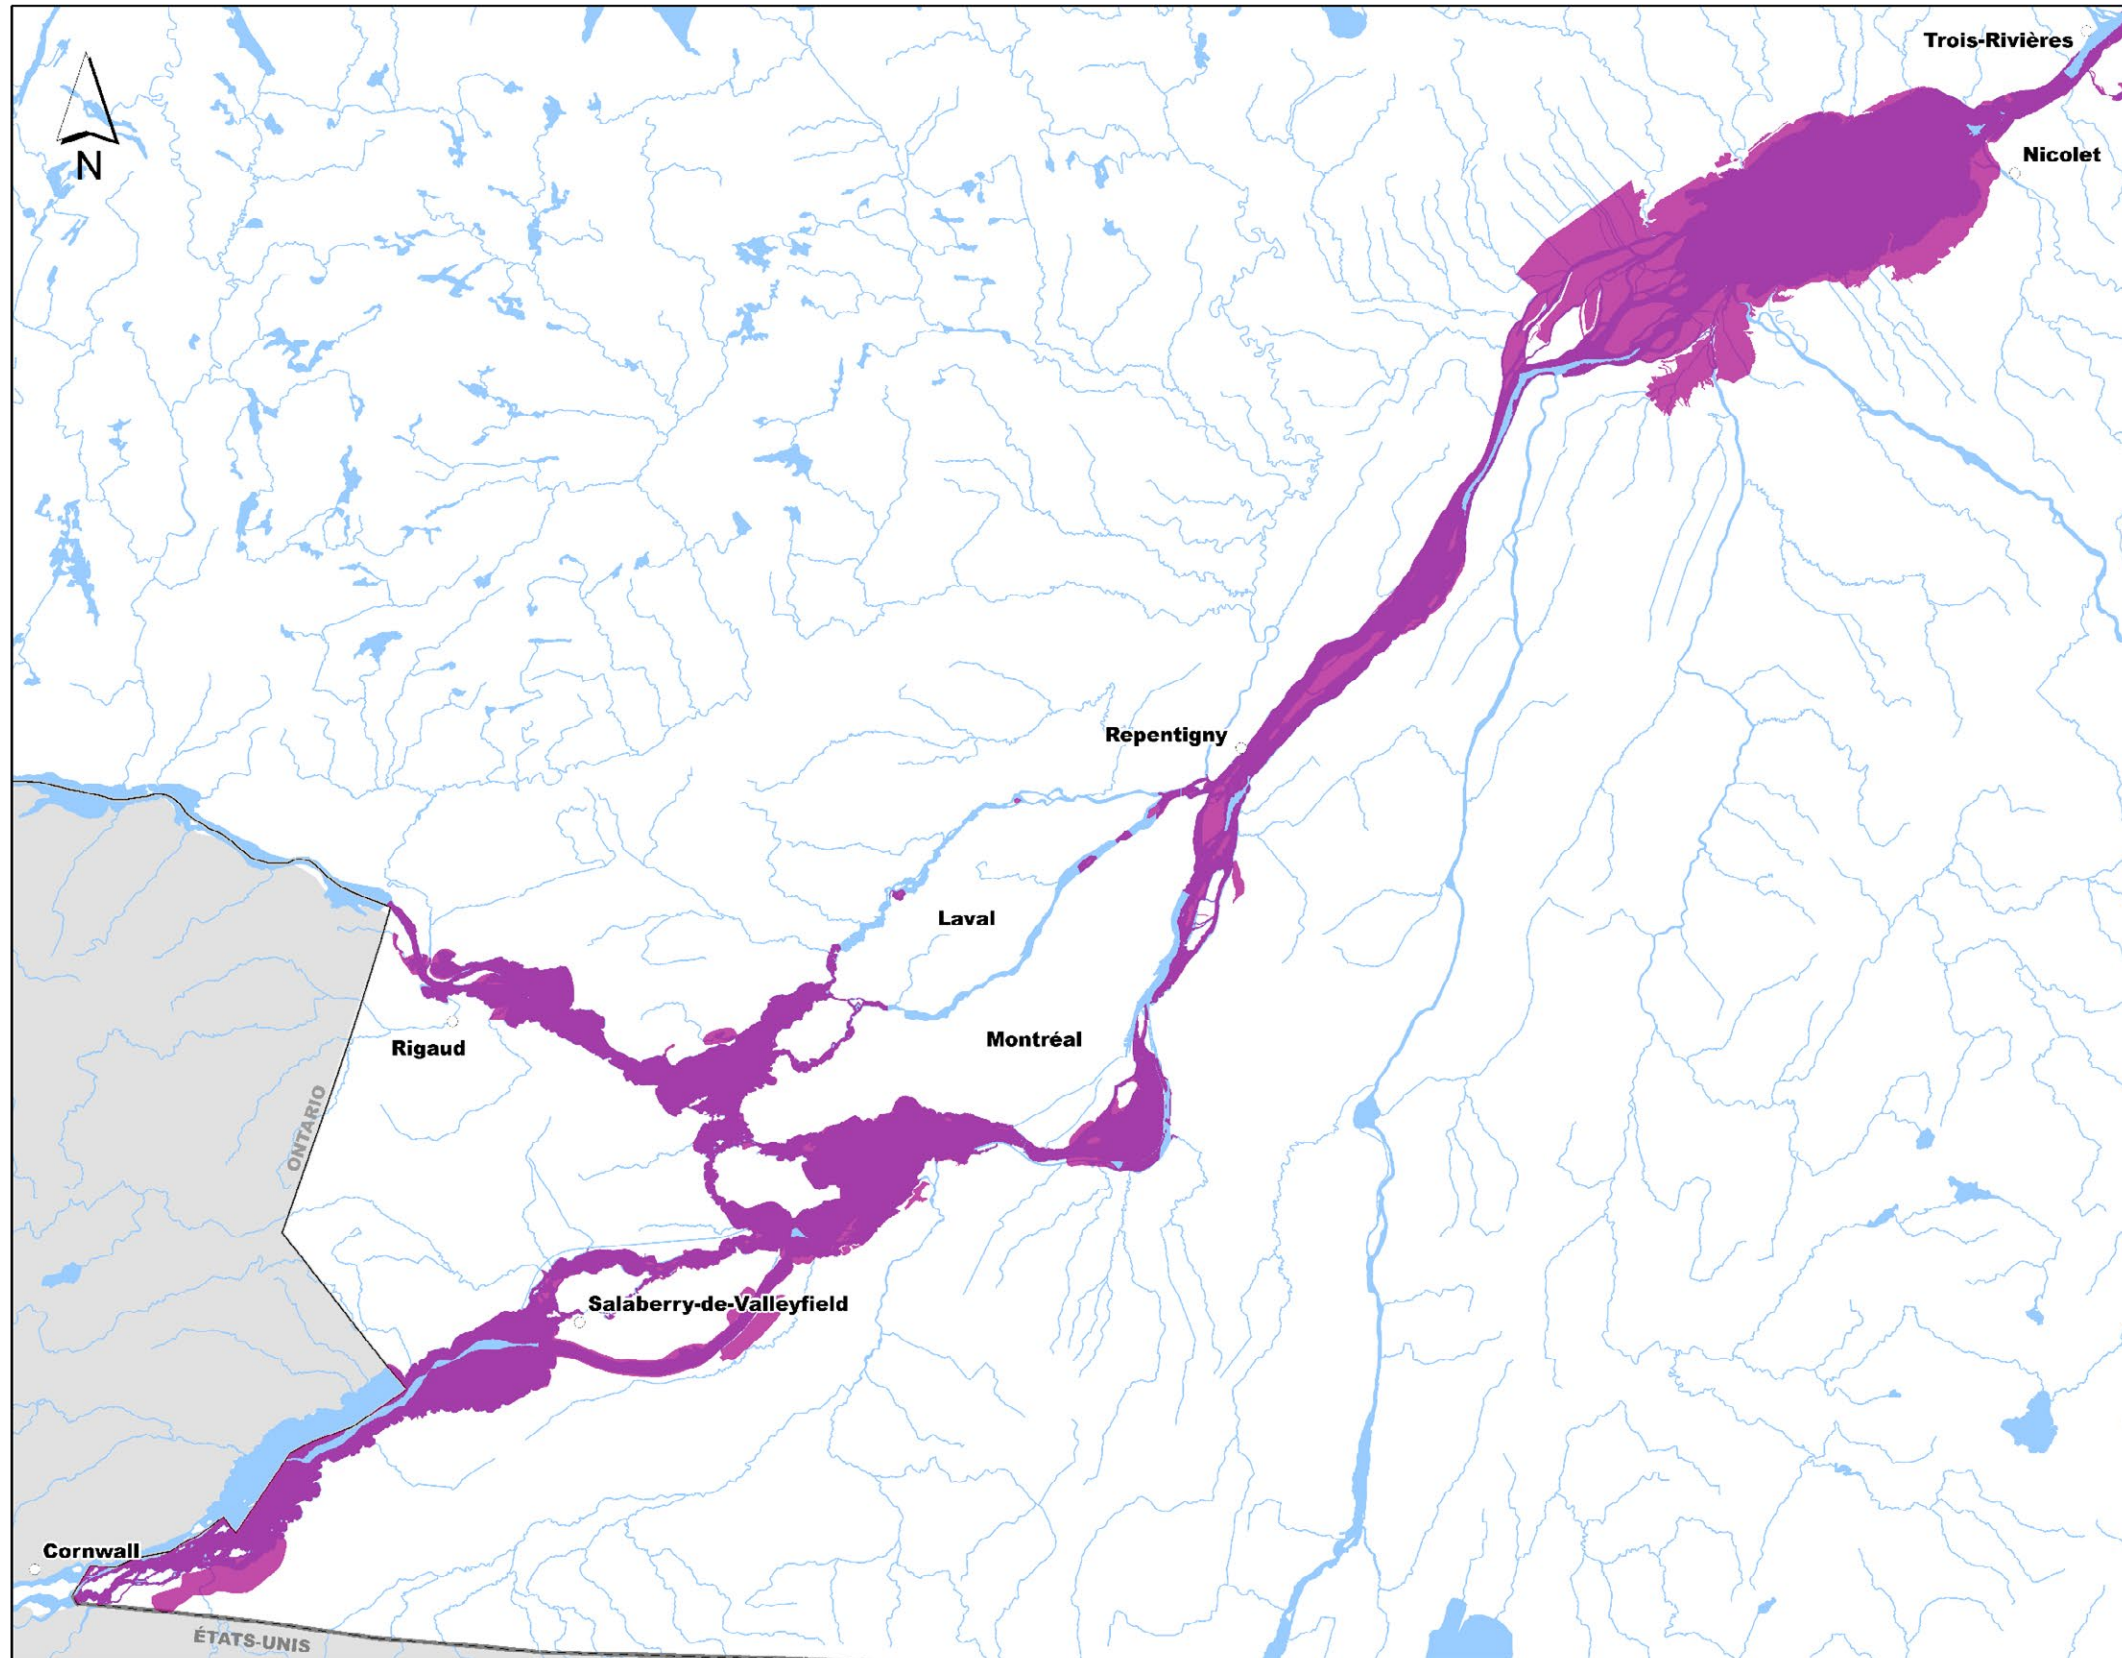 Trois-Rivières
N
Nicolet
Repentigny
Laval
Rigaud
Montréal
ONTARIO
Salaberry-de-Valleyfield
Cornwall
ÉTATS-UNIS